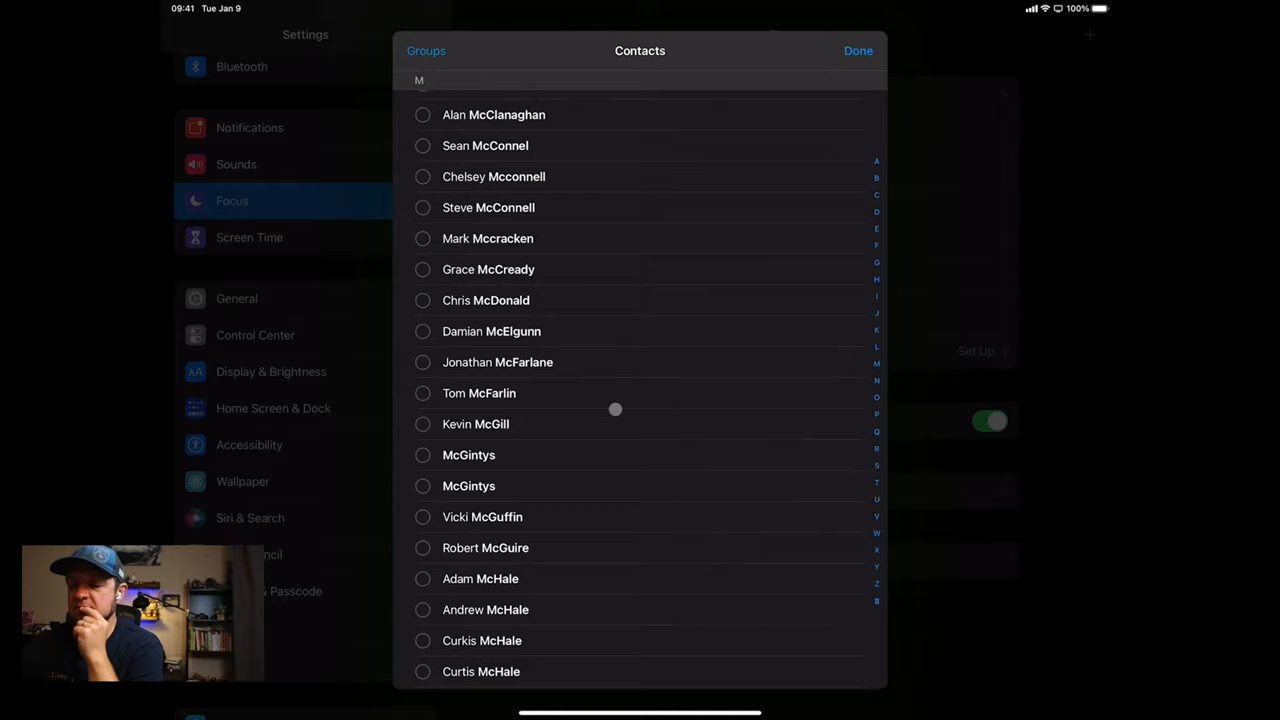 09:41 Tue Jan 9
100%
Settings
Bluetooth
Notifications
Sounds
Focus
Screen Time
General
Control Center
Display & Brightness
Home Screen & Dock
Accessibility
Wallpaper
Siri & Search
ncil
& Passcode
Groups
Contacts
Done
M
Alan McClanaghan
Sean McConnel
Chelsey Mcconnell
Steve McConnell
Mark Mccracken
Grace McCready
Chris McDonald
Damian McElgunn
Jonathan McFarlane
Tom McFarlin
Kevin McGill
McGintys
McGintys
Vicki McGuffin
Robert McGuire
Adam McHale
Andrew McHale
Curkis McHale
Curtis McHale
A
B
C
D
E
F
G
H
I
J
K
L
M
N
O
P
Q
R
S
T
U
V
W
X
Y
Z
#
Set Up